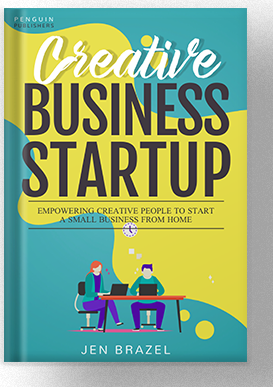 PENGUIN
PUBLISHERS
Creative
BUSINESS
STARTUP
EMPOWERING CREATIVE PEOPLE TO START
A SMALL BUSINESS FROM HOME
JEN BRAZEL